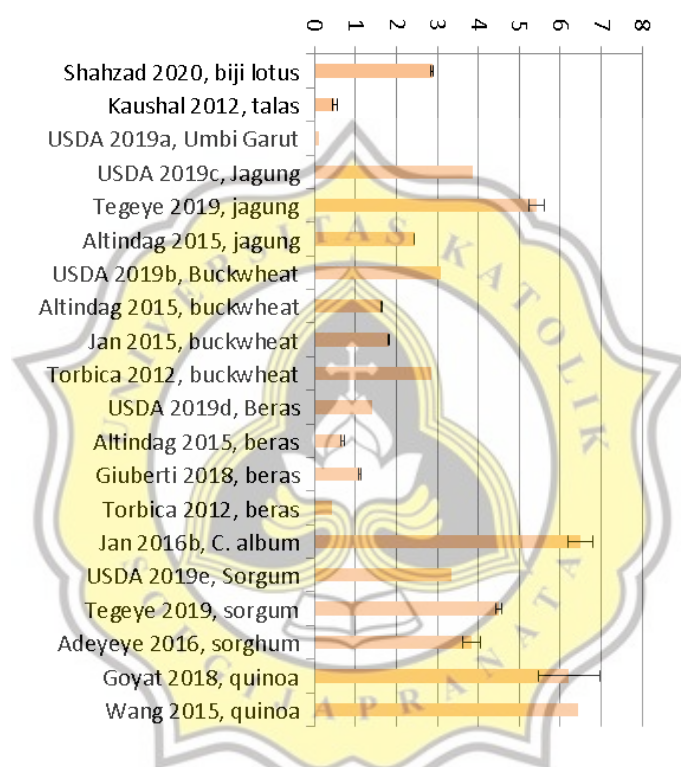 0 1 2 3 4 5 6 7 8
Shahzad 2020, biji lotus
Kaushal 2012, talas
USDA 2019a, Umbi Garut
USDA 2019c, Jagung
Tegeye 2019, jagung
Altindag 2015, jagung
USDA 2019b, Buckwheat
Altindag 2015, buckwheat
Jan 2015, buckwheat
Torbica 2012, buckwheat
USDA 2019d, Beras
Altindag 2015, beras
Giuberti 2018, beras
Torbica 2012, beras
Jan 2016b, C. album
USDA 2019e, Sorgum
Tegeye 2019, sorgum
Adeyeye 2016, sorghum
Goyat 2018, quinoa
Wang 2015, quinoa
UNIVERSITAS KATOLIK
SOEGIJAPRANATA